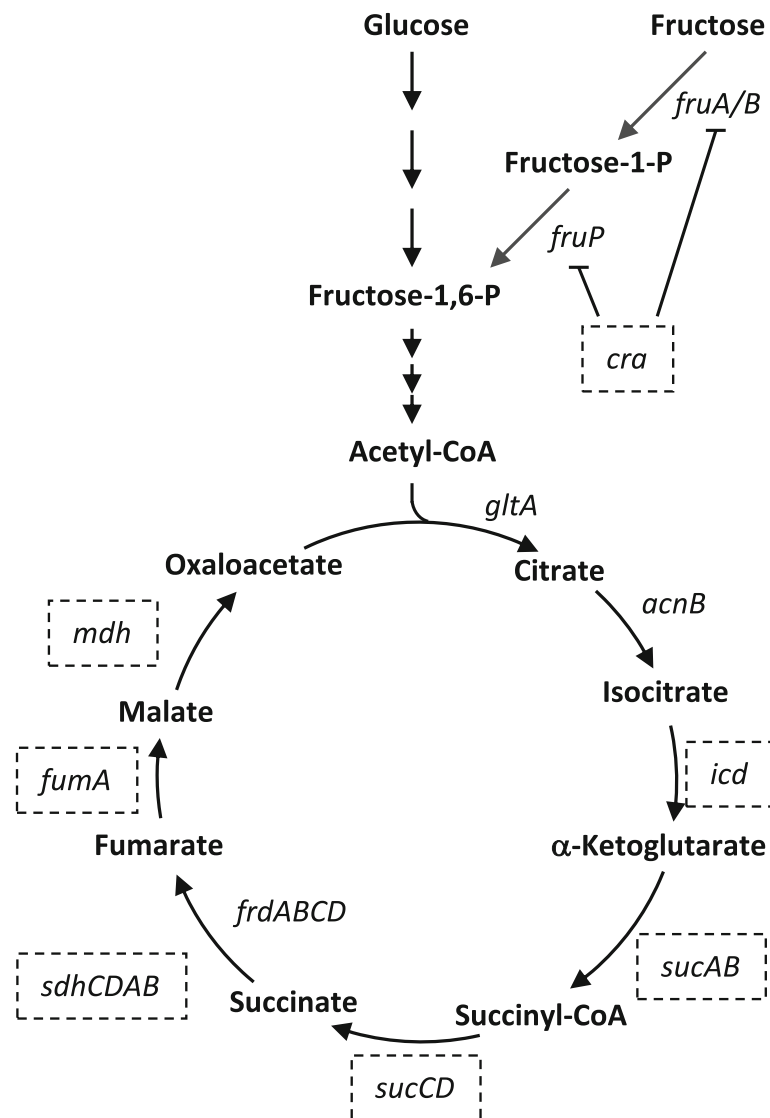 Glucose
Fructose
fruA/B
Fructose-1-P
fruP
Fructose-1,6-P
cra
Acetyl-CoA
gltA
Oxaloacetate
Citrate
acnB
mdh
Isocitrate
Malate
icd
fumA
Fumarate
α-Ketoglutarate
frdABCD
sucAB
sdhCDAB
Succinate
Succinyl-CoA
sucCD